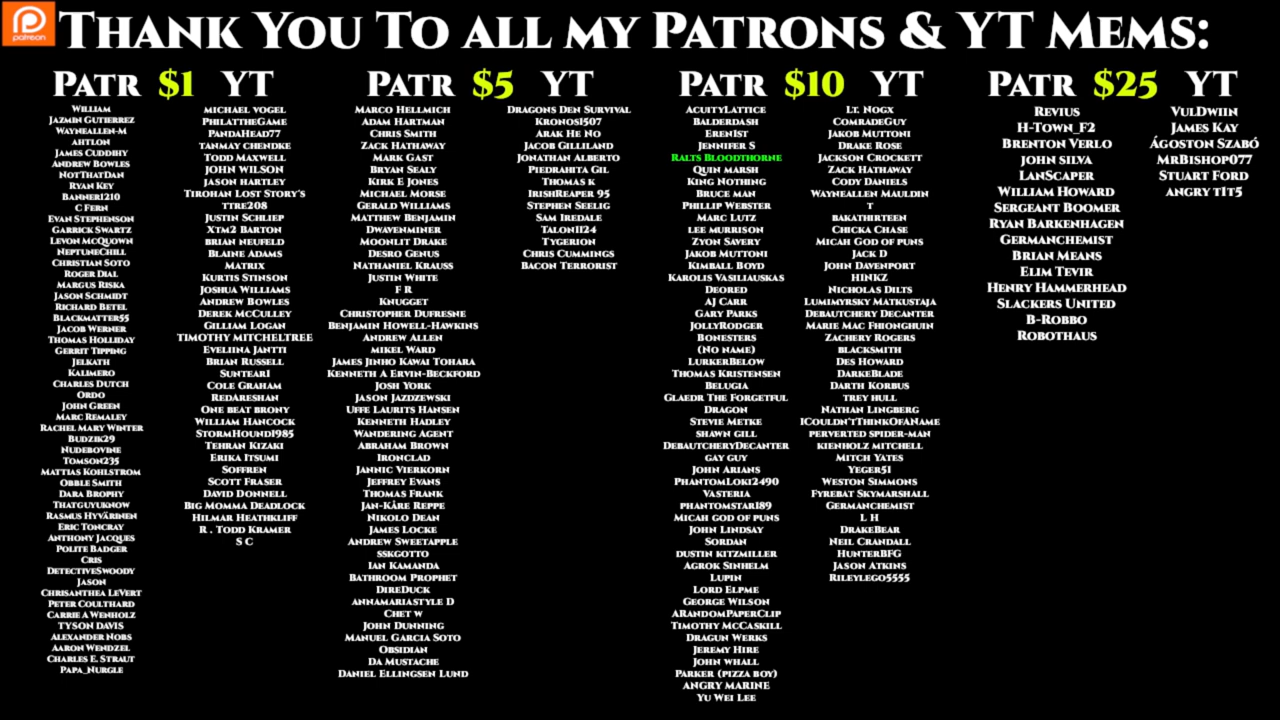 patreon
Thank You To all my Patrons & YT Mems:
Patr $1 YT
William
Jazmin Gutierrez
Wayneallen-M
Ahtlon
James Cuddihy
Andrew Bowles
NotThatDan
Ryan Key
Banner1210
C Fern
Evan Stephenson
Garrick Swartz
Levon McQuown
NeptuneChill
Christian Soto
Roger Dial
Margus Riska
Jason Schmidt
Richard Betel
Blackmatter55
Jacob Werner
Thomas Holliday
Gerrit Tipping
Jelkath
Kalimero
Charles Dutch
Ordo
John Green
Marc Remaley
Rachel Mary Winter
Budzik29
Nudebovine
Tomson235
Mattias Kohlstrom
Obble Smith
Dara Brophy
Thatguyuknow
Rasmus Hyvärinen
Eric Toncray
Anthony Jacques
Polite Badger
Cris
DetectiveSwoody
Jason
Chrisanthea LeVert
Peter Coulthard
Carrie A Wenholz
TYSON DAVIS
Alexander Nobs
Aaron Wendzel
Charles E. Straut
Papa_Nurgle
michael vogel
PhilattheGame
PandaHead77
tanmay chendke
Todd Maxwell
JOHN WILSON
jason hartley
Tirohan Lost Story's
ttre208
Justin Schliep
Xtm2 Barton
brian neufeld
Blaine Adams
Matrix
Kurtis Stinson
Joshua Williams
Andrew Bowles
Derek McCulley
Gilliam Logan
TIMOTHY MITCHELTREE
Eveliina Jantti
Brian Russell
Suntear1
Cole Graham
Redáreshan
One beat brony
William Hancock
StormHound1985
Tehran Kizaki
Erika Itsumi
Soffren
Scott Fraser
David Donnell
Big Momma Deadlock
Hilmar Heathkliff
R . Todd Kramer
S C
Patr $5 YT
Marco Hellmich
Adam Hartman
Chris Smith
Zack Hathaway
Mark Gast
Bryan Sealy
Kirk E Jones
Michael Morse
Gerald Williams
Matthew Benjamin
Dwavenminer
Moonlit Drake
Desro Genus
Nathaniel Krauss
Justin White
F R
Knugget
Christopher Dufresne
Benjamin Howell-Hawkins
Andrew Allen
mikel Ward
James Jinho Kawai Tohara
Kenneth A Ervin-Beckford
Josh York
Jason Jazdzewski
Uffe Laurits Hansen
Kenneth Hadley
Wandering Agent
Abraham Brown
Ironclad
Jannic Vierkorn
Jeffrey Evans
Thomas Frank
Jan-Kåre Reppe
Nikolo Dean
James Locke
Andrew Sweetapple
sskgotto
Ian Kamanda
Bathroom Prophet
DireDuck
annamariastyle D
Chet w
John Dunning
Manuel Garcia Soto
Obsidian
Da Mustache
Daniel Ellingsen Lund
Dragons Den Survival
Kronos1507
Arak He No
Jacob Gilliland
Jonathan Alberto
Piedrahita Gil
Thomas k
IrishReaper 95
Stephen Seelig
Sam Iredale
Talon1124
Tygerion
Chris Cummings
Bacon Terrorist
Patr $10 YT
AcuityLattice
Balderdash
Eren1st
Jennifer S
Ralts Bloodthorne
Quin marsh
King Nothing
Bruce man
Phillip Webster
Marc Lutz
lee murrison
Zyon Savery
Jakob Muttoni
Kimball Boyd
Karolis Vasiliauskas
Deored
AJ Carr
Gary Parks
JollyRodger
Bonesters
(No name)
LurkerBelow
Thomas Kristensen
Belugia
Glaedr The Forgetful
Dragon
Stevie Metke
shawn gill
DebautcheryDecanter
gay guy
John Arians
PhantomLoki2490
Vasteria
phantomstar189
Micah god of puns
John Lindsay
Sordan
dustin kitzmiller
Agrok Sinhelm
Lupin
Lord Elpme
George Wilson
ARandomPaperClip
Timothy McCaskill
Dragun Werks
Jeremy Hire
John whall
Parker (pizza boy)
ANGRY MARINE
Yu Wei Lee
Lt. Nogx
ComradeGuy
Jakob Muttoni
Drake Rose
Jackson Crockett
Zack Hathaway
Cody Daniels
Wayneallen Mauldin
T
bakathirteen
Chicka Chase
Micah God of puns
Jack D
John Davenport
HINKZ
Nicholas Dilts
Lumimyrsky Matkustaja
Debautchery Decanter
Marie Mac Fhionghuin
Zachery Rogers
blacksmith
Des Howard
DarkeBlade
Darth Korbus
trey hull
Nathan Lingberg
ICouldn'tThinkOfAName
perverted spider-man
kienholz mitchell
Mitch Yates
Yeger51
Weston Simmons
Fyrebat Skymarshall
Germanchemist
L H
DrakeBear
Neil Crandall
HunterBFG
Jason Atkins
Rileylego5555
Patr $25 YT
Revius
H-Town_F2
Brenton Verlo
john silva
LanScaper
William Howard
Sergeant Boomer
Ryan Barkenhagen
Germanchemist
Brian Means
Elim Tevir
Henry Hammerhead
Slackers United
B-Robbo
Robothaus
VulDwiin
James Kay
Ágoston Szabó
MrBishop077
Stuart Ford
angry t1t5